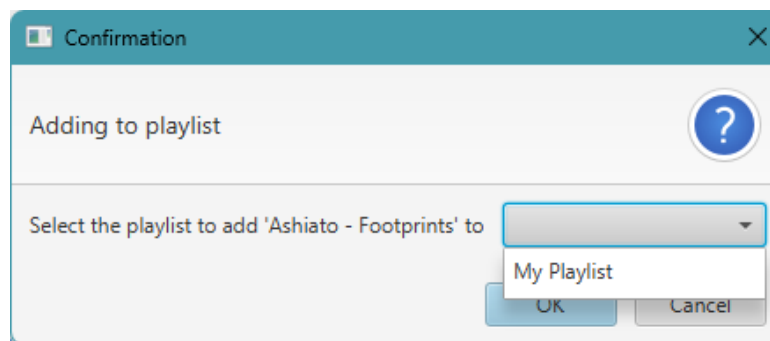 Confirmation
Adding to playlist
?
Select the playlist to add 'Ashiato - Footprints' to
My Playlist
OK Cancel